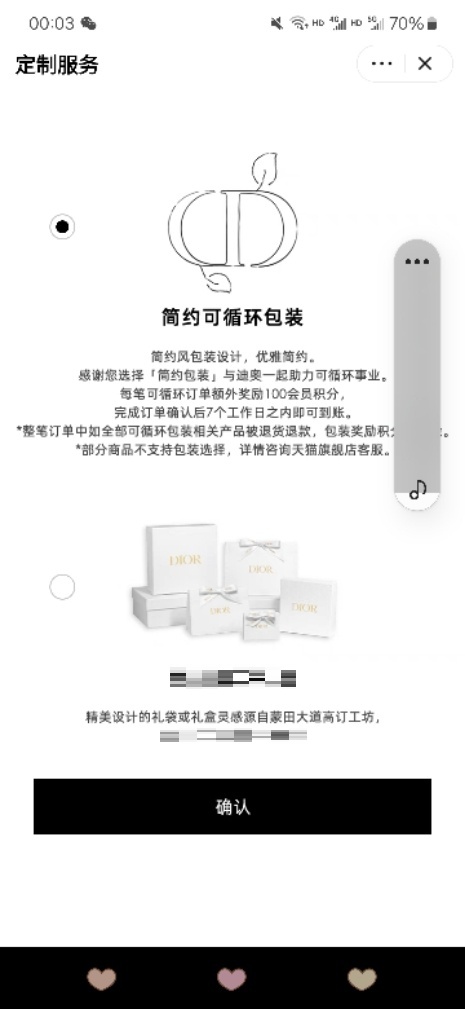 00:03
HD 4G HD 5G 70%
定制服务
CD
简约可循环包装
简约风包装设计，优雅简约。
感谢您选择「简约包装」与迪奥一起助力可循环事业。
每笔可循环订单额外奖励100会员积分，
完成订单确认后7个工作日之内即可到账。
*整笔订单中如全部可循环包装相关产品被退货退款，包装奖励积
*部分商品不支持包装选择，详情咨询天猫旗舰店客服。
DIOR
DIOR
DIOR
DIOR
精美设计的礼袋或礼盒灵感源自蒙田大道高订工坊，
确认